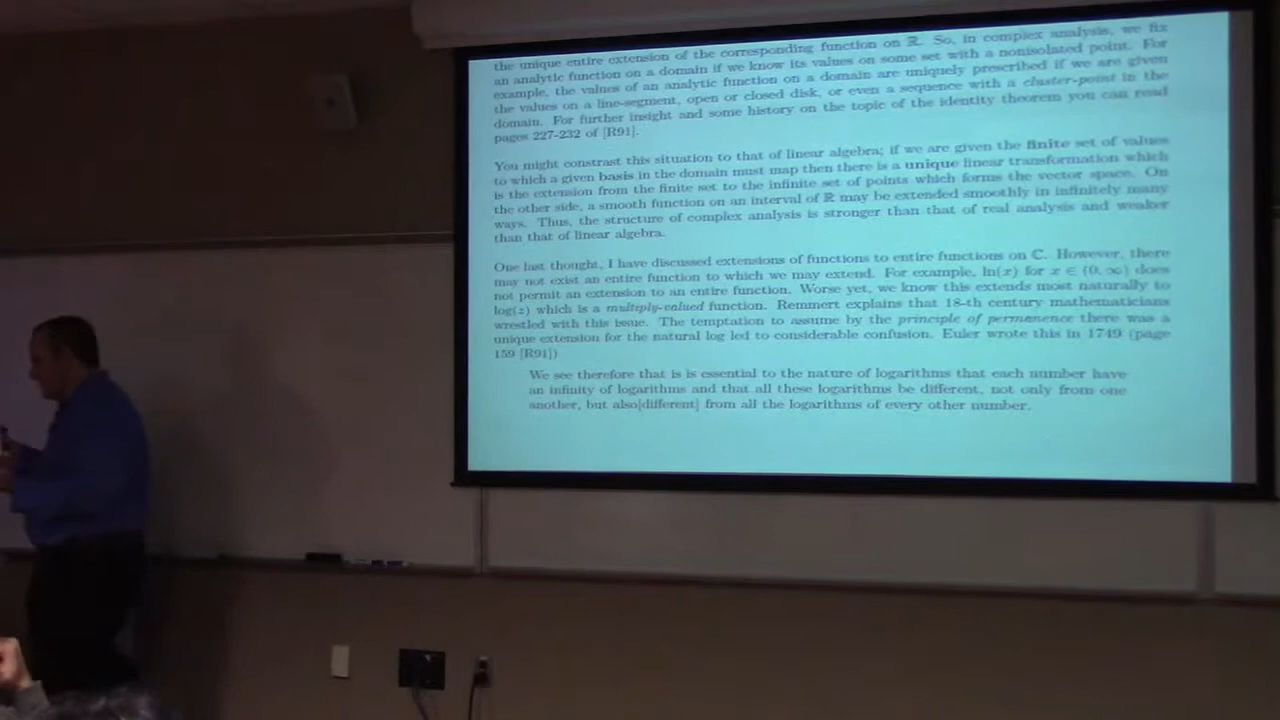 the unique entire extension of the corresponding function on ℝ. So, in complex analysis, we fix
an analytic function on a domain if we know its values on some set with a nonisolated point. For
example, the values of an analytic function on a domain are uniquely prescribed if we are given
the values on a line-segment, open or closed disk, or even a sequence with a cluster-point in the
domain. For further insight and some history on the topic of the identity theorem you can read
pages 227-232 of [R91].
You might constrast this situation to that of linear algebra; if we are given the finite set of values
to which a given basis in the domain must map then there is a unique linear transformation which
is the extension from the finite set to the infinite set of points which forms the vector space. On
the other side, a smooth function on an interval of ℝ may be extended smoothly in infinitely many
ways. Thus, the structure of complex analysis is stronger than that of real analysis and weaker
than that of linear algebra.
One last thought, I have discussed extensions of functions to entire functions on ℂ. However, there
may not exist an entire function to which we may extend. For example, ln(x) for x ∈ (0, ∞) does
not permit an extension to an entire function. Worse yet, we know this extends most naturally to
log(z) which is a multiply-valued function. Remmert explains that 18-th century mathematicians
wrestled with this issue. The temptation to assume by the principle of permanence there was a
unique extension for the natural log led to considerable confusion. Euler wrote this in 1749 (page
159 [R91])
We see therefore that is is essential to the nature of logarithms that each number have
an infinity of logarithms and that all these logarithms be different, not only from one
another, but also[different] from all the logarithms of every other number.